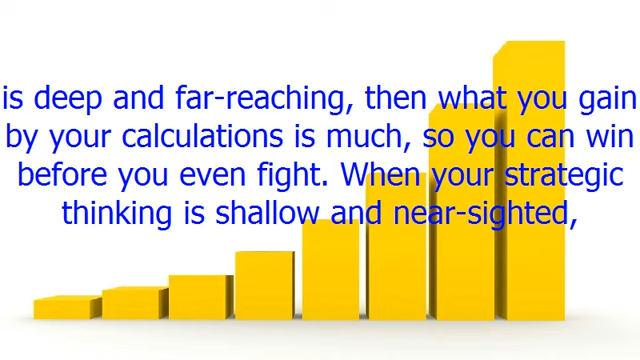 is deep and far-reaching, then what you gain
by your calculations is much, so you can win
before you even fight. When your strategic
thinking is shallow and near-sighted,